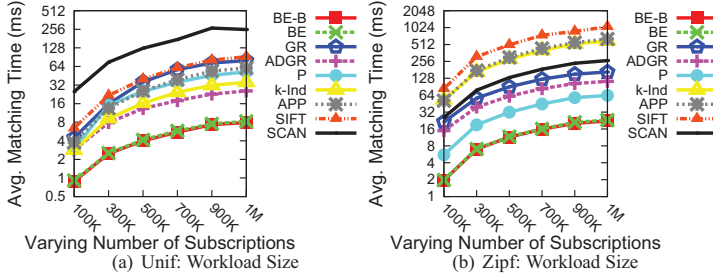 Avg. Matching Time (ms)
512
256
128
64
32
16
8
4
2
1
0.5
100K
300K
500K
700K
900K
1M
Varying Number of Subscriptions
(a) Unif: Workload Size
BE-B
BE
GR
ADGR
P
k-Ind
APP
SIFT
SCAN
Avg. Matching Time (ms)
2048
1024
512
256
128
64
32
16
8
4
2
1
100K
300K
500K
700K
900K
1M
Varying Number of Subscriptions
(b) Zipf: Workload Size
BE-B
BE
GR
ADGR
P
k-Ind
APP
SIFT
SCAN